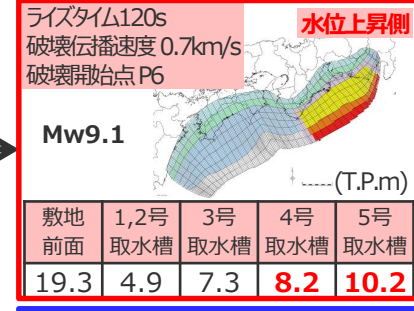 ライズタイム120s
水位上昇側
破壊伝播速度 0.7km/s
破壊開始点 P6
Mw9.1
(T.P.m)
敷地前面 1,2号取水槽 3号取水槽 4号取水槽 5号取水槽
19.3 4.9 7.3 8.2 10.2